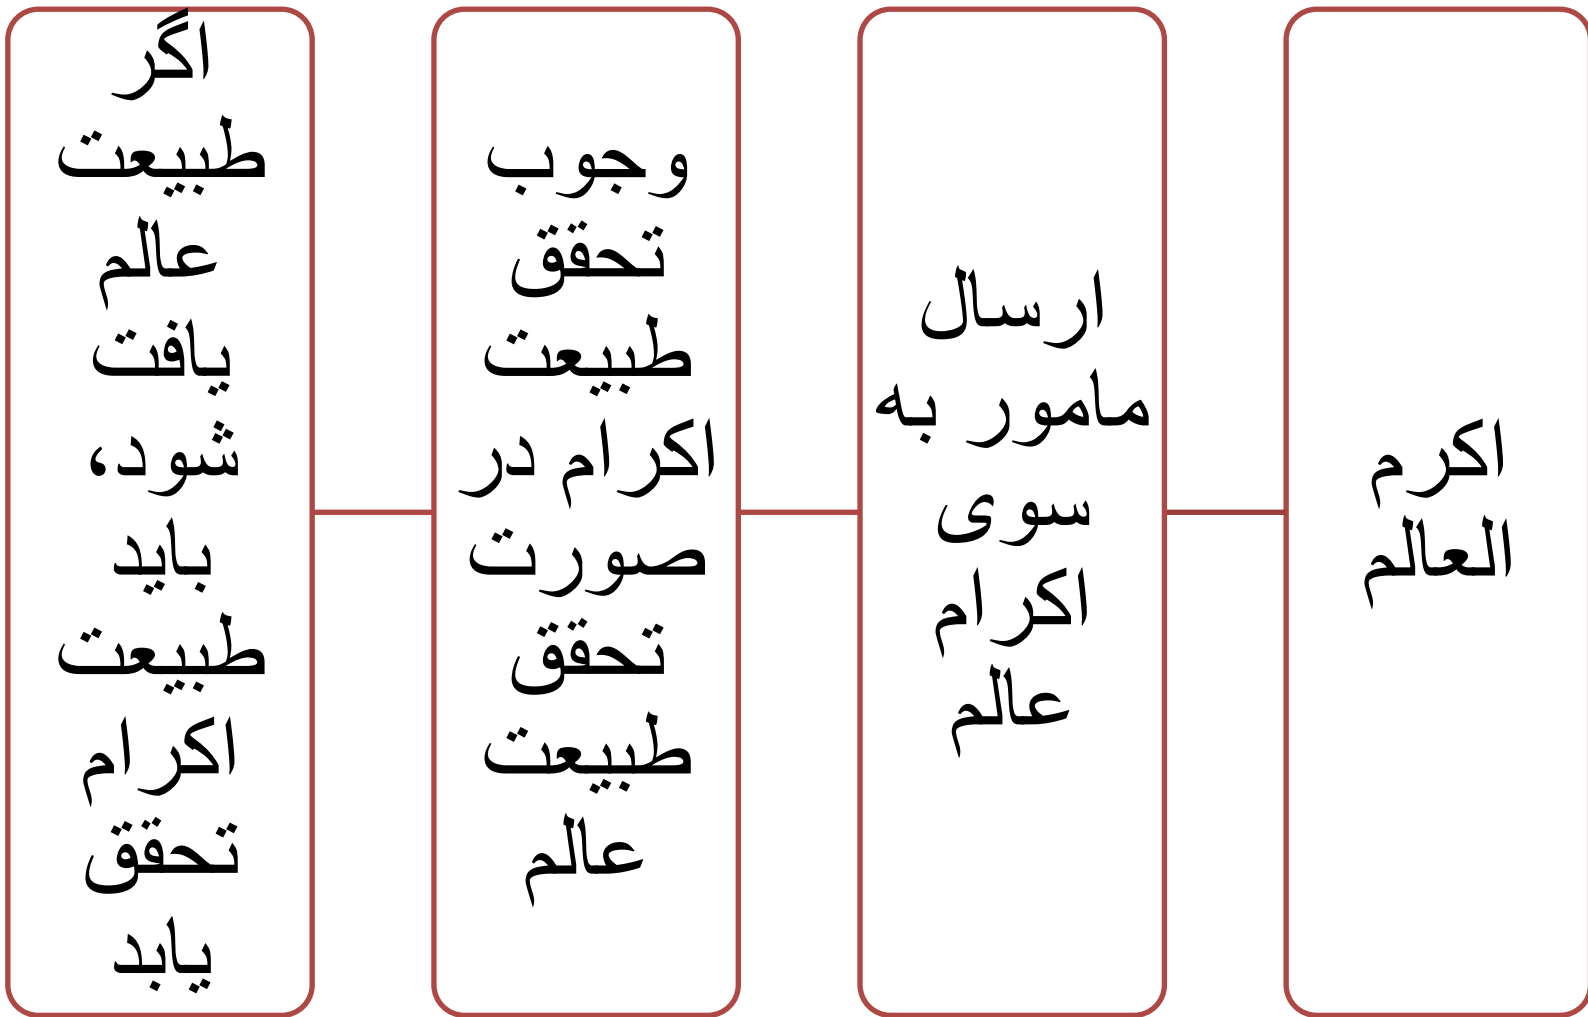 اکرم
العالم
ارسال
مامور به
سوی
اکرام
عالم
وجوب
تحقق
طبیعت
اکرام در
صورت
تحقق
طبیعت
عالم
اگر
طبیعت
عالم
یافت
شود،
باید
طبیعت
اکرام
تحقق
یابد